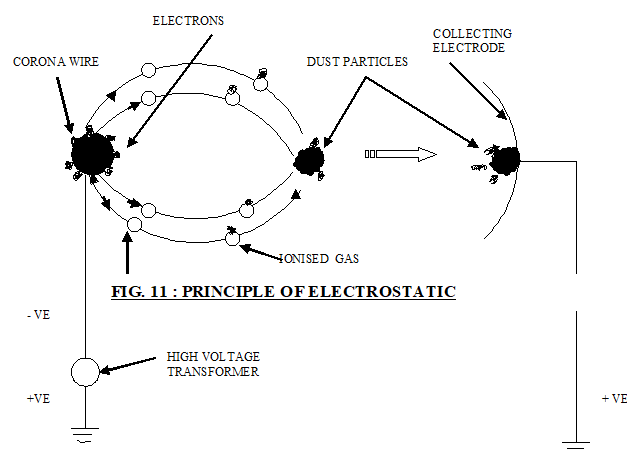 ELECTRONS
COLLECTING
ELECTRODE
CORONA WIRE
DUST PARTICLES
IONISED GAS
FIG. 11 : PRINCIPLE OF ELECTROSTATIC
- VE
HIGH VOLTAGE
TRANSFORMER
+VE
+ VE